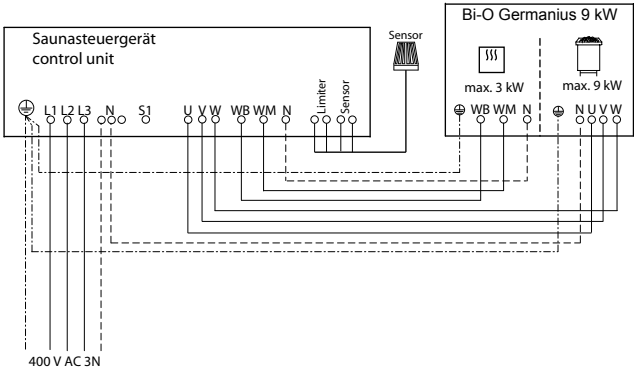 Bi-O Germanius 9 kW
Saunasteuergerät
control unit
Sensor
max. 3 kW
max. 9 kW
Limiter
Sensor
L1 L2 L3 N S1 U V W WB WM N
WB WM N
N U V W
400 V AC 3N